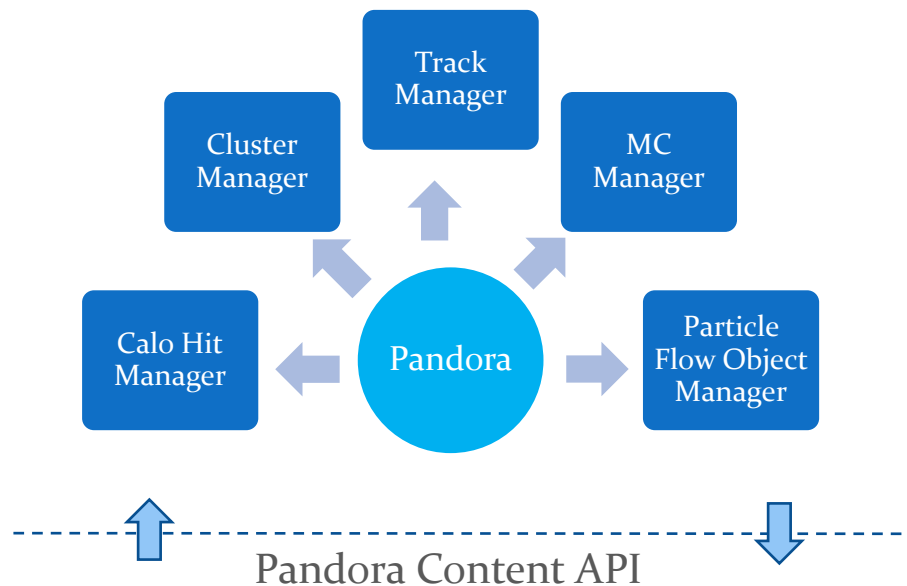 Track
Manager
Cluster
Manager
MC
Manager
Calo Hit
Manager
Pandora
Particle
Flow Object
Manager
Pandora Content API